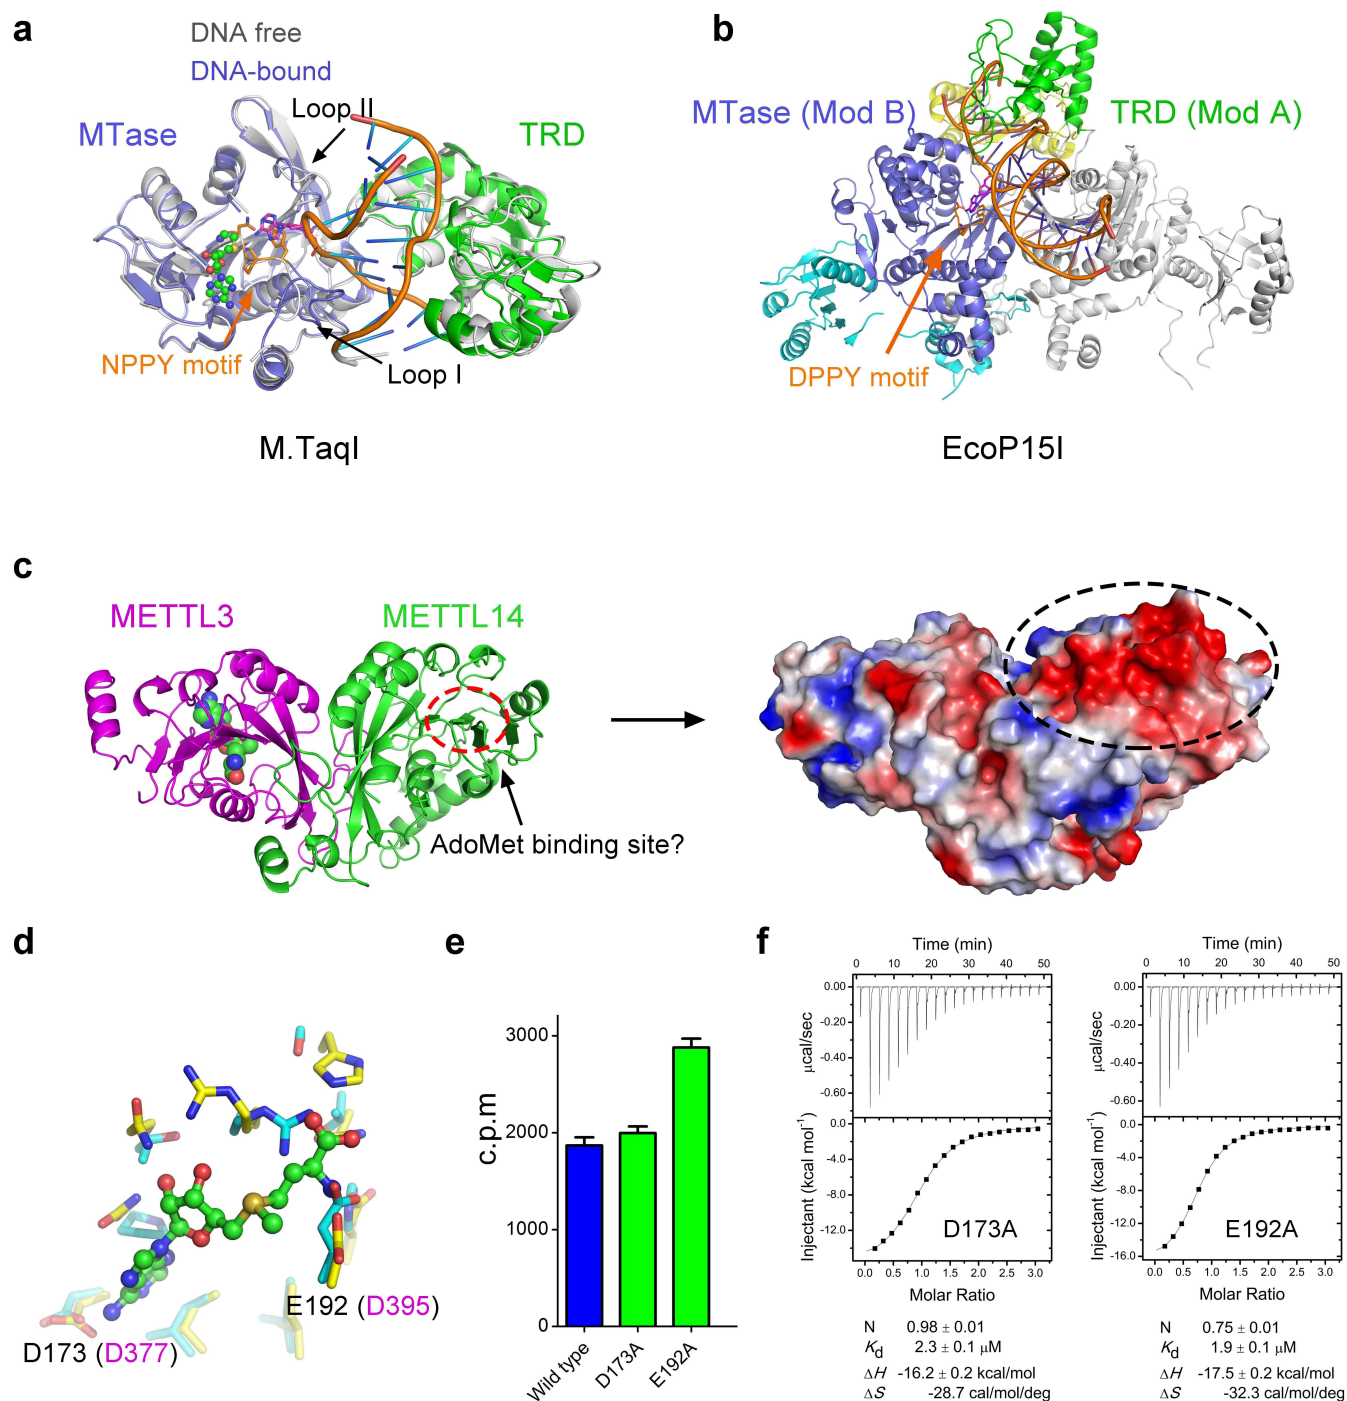 a
DNA free
DNA-bound
Loop II
MTase
TRD
NPPY motif
Loop I
M.TaqI
b
MTase (Mod B)
TRD (Mod A)
DPPY motif
EcoP15I
c
METTL3
METTL14
AdoMet binding site?
d
E192 (D395)
D173 (D377)
e
c.p.m
3000
2000
1000
0
Wild type
D173A
E192A
f
Time (min)
0 10 20 30 40 50
0.00
-0.20
-0.40
-0.60
µcal/sec
0.0
-4.0
-8.0
-12.0
Injectant (kcal mol⁻¹)
D173A
0.0 0.5 1.0 1.5 2.0 2.5 3.0
Molar Ratio
N 0.98 ± 0.01
Kd 2.3 ± 0.1 µM
ΔH -16.2 ± 0.2 kcal/mol
ΔS -28.7 cal/mol/deg
Time (min)
0 10 20 30 40 50
0.00
-0.20
-0.40
-0.60
µcal/sec
0.0
-4.0
-8.0
-12.0
-16.0
Injectant (kcal mol⁻¹)
E192A
0.0 0.5 1.0 1.5 2.0 2.5 3.0
Molar Ratio
N 0.75 ± 0.01
Kd 1.9 ± 0.1 µM
ΔH -17.5 ± 0.2 kcal/mol
ΔS -32.3 cal/mol/deg